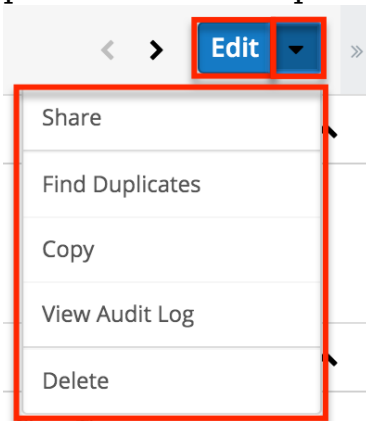 Edit
Share
Find Duplicates
Copy
View Audit Log
Delete